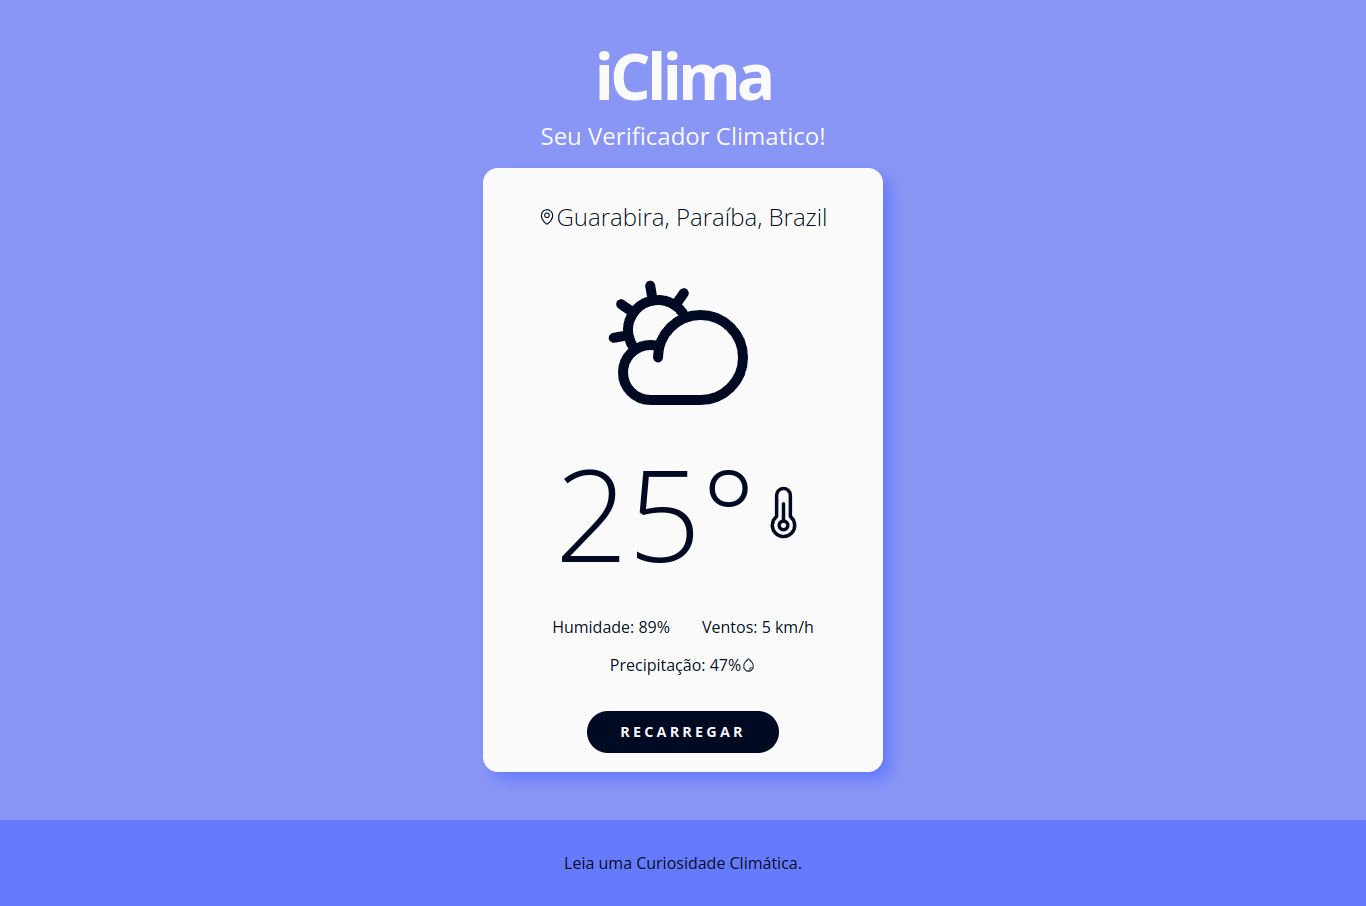 iClima
Seu Verificador Climatico!
Guarabira, Paraíba, Brazil
25°
Humidade: 89% Ventos: 5 km/h
Precipitação: 47%
RECARREGAR
Leia uma Curiosidade Climática.